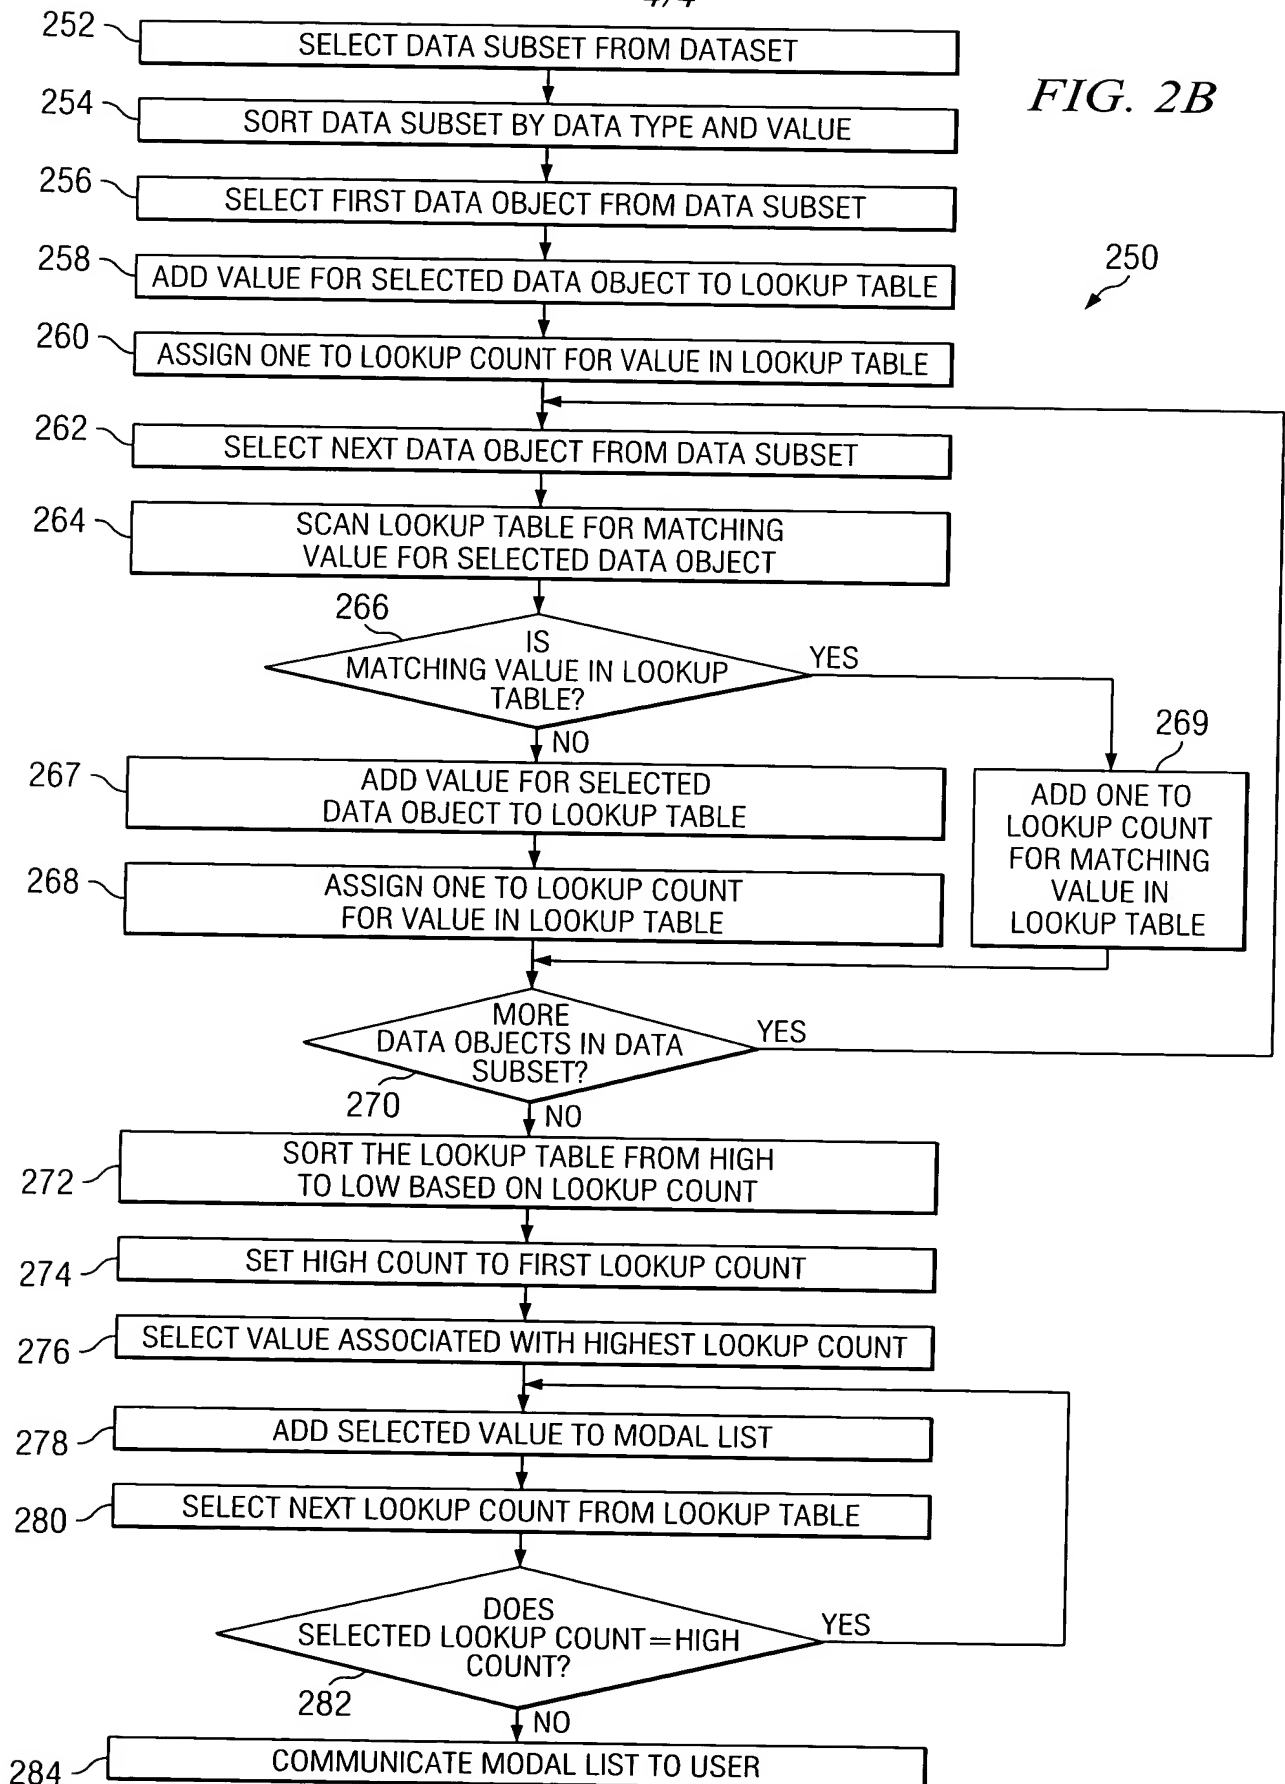 4/4
252
SELECT DATA SUBSET FROM DATASET
FIG. 2B
254
SORT DATA SUBSET BY DATA TYPE AND VALUE
256
SELECT FIRST DATA OBJECT FROM DATA SUBSET
258
ADD VALUE FOR SELECTED DATA OBJECT TO LOOKUP TABLE
250
260
ASSIGN ONE TO LOOKUP COUNT FOR VALUE IN LOOKUP TABLE
262
SELECT NEXT DATA OBJECT FROM DATA SUBSET
264
SCAN LOOKUP TABLE FOR MATCHING
VALUE FOR SELECTED DATA OBJECT
266
IS
MATCHING VALUE IN LOOKUP
TABLE?
YES
NO
269
ADD ONE TO
LOOKUP COUNT
FOR MATCHING
VALUE IN
LOOKUP TABLE
267
ADD VALUE FOR SELECTED
DATA OBJECT TO LOOKUP TABLE
268
ASSIGN ONE TO LOOKUP COUNT
FOR VALUE IN LOOKUP TABLE
MORE
DATA OBJECTS IN DATA
SUBSET?
YES
270
NO
272
SORT THE LOOKUP TABLE FROM HIGH
TO LOW BASED ON LOOKUP COUNT
274
SET HIGH COUNT TO FIRST LOOKUP COUNT
276
SELECT VALUE ASSOCIATED WITH HIGHEST LOOKUP COUNT
278
ADD SELECTED VALUE TO MODAL LIST
280
SELECT NEXT LOOKUP COUNT FROM LOOKUP TABLE
DOES
SELECTED LOOKUP COUNT=HIGH
COUNT?
YES
282
NO
284
COMMUNICATE MODAL LIST TO USER